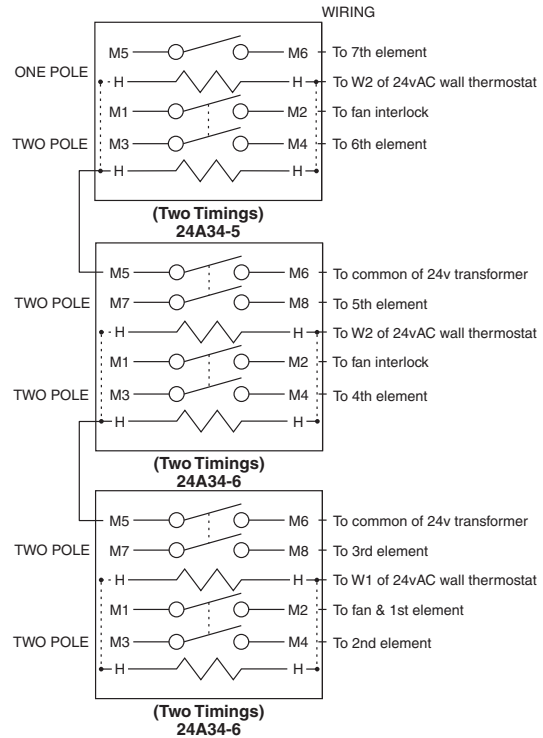 WIRING
M5 M6 To 7th element
ONE POLE
H H To W2 of 24vAC wall thermostat
M1 M2 To fan interlock
TWO POLE M3 M4 To 6th element
H H
(Two Timings)
24A34-5
M5 M6 To common of 24v transformer
TWO POLE M7 M8 To 5th element
H H To W2 of 24vAC wall thermostat
M1 M2 To fan interlock
TWO POLE M3 M4 To 4th element
H H
(Two Timings)
24A34-6
M5 M6 To common of 24v transformer
TWO POLE M7 M8 To 3rd element
H H To W1 of 24vAC wall thermostat
M1 M2 To fan & 1st element
TWO POLE M3 M4 To 2nd element
H H
(Two Timings)
24A34-6